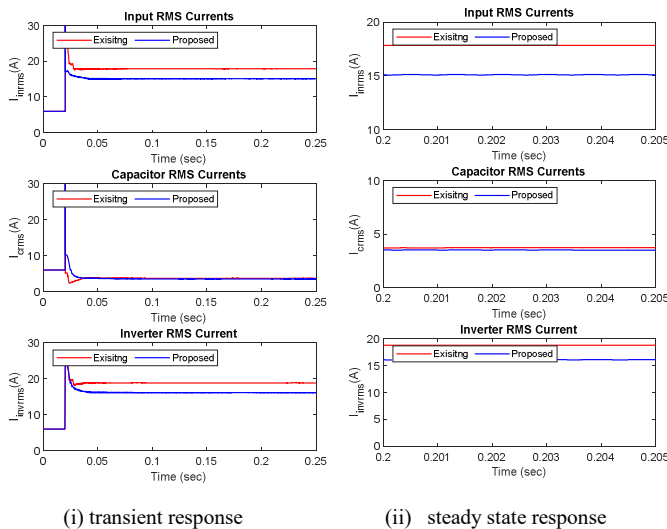 Input RMS Currents
30
20
10
0
I_inrms(A)
Exisitng
Proposed
0 0.05 0.1 0.15 0.2 0.25
Time (sec)
Capacitor RMS Currents
30
20
10
0
I_crms(A)
Exisitng
Proposed
0 0.05 0.1 0.15 0.2 0.25
Time (sec)
Inverter RMS Current
30
20
10
0
I_invrms(A)
Exisitng
Proposed
0 0.05 0.1 0.15 0.2 0.25
Time (sec)
(i) transient response
Input RMS Currents
20
15
10
I_inrms(A)
Exisitng
Proposed
0.2 0.201 0.202 0.203 0.204 0.205
Time (sec)
Capacitor RMS Currents
10
5
0
I_crms(A)
Exisitng
Proposed
0.2 0.201 0.202 0.203 0.204 0.205
Time (sec)
Inverter RMS Current
20
15
10
5
0
I_invrms(A)
Exisitng
Proposed
0.2 0.201 0.202 0.203 0.204 0.205
Time (sec)
(ii) steady state response